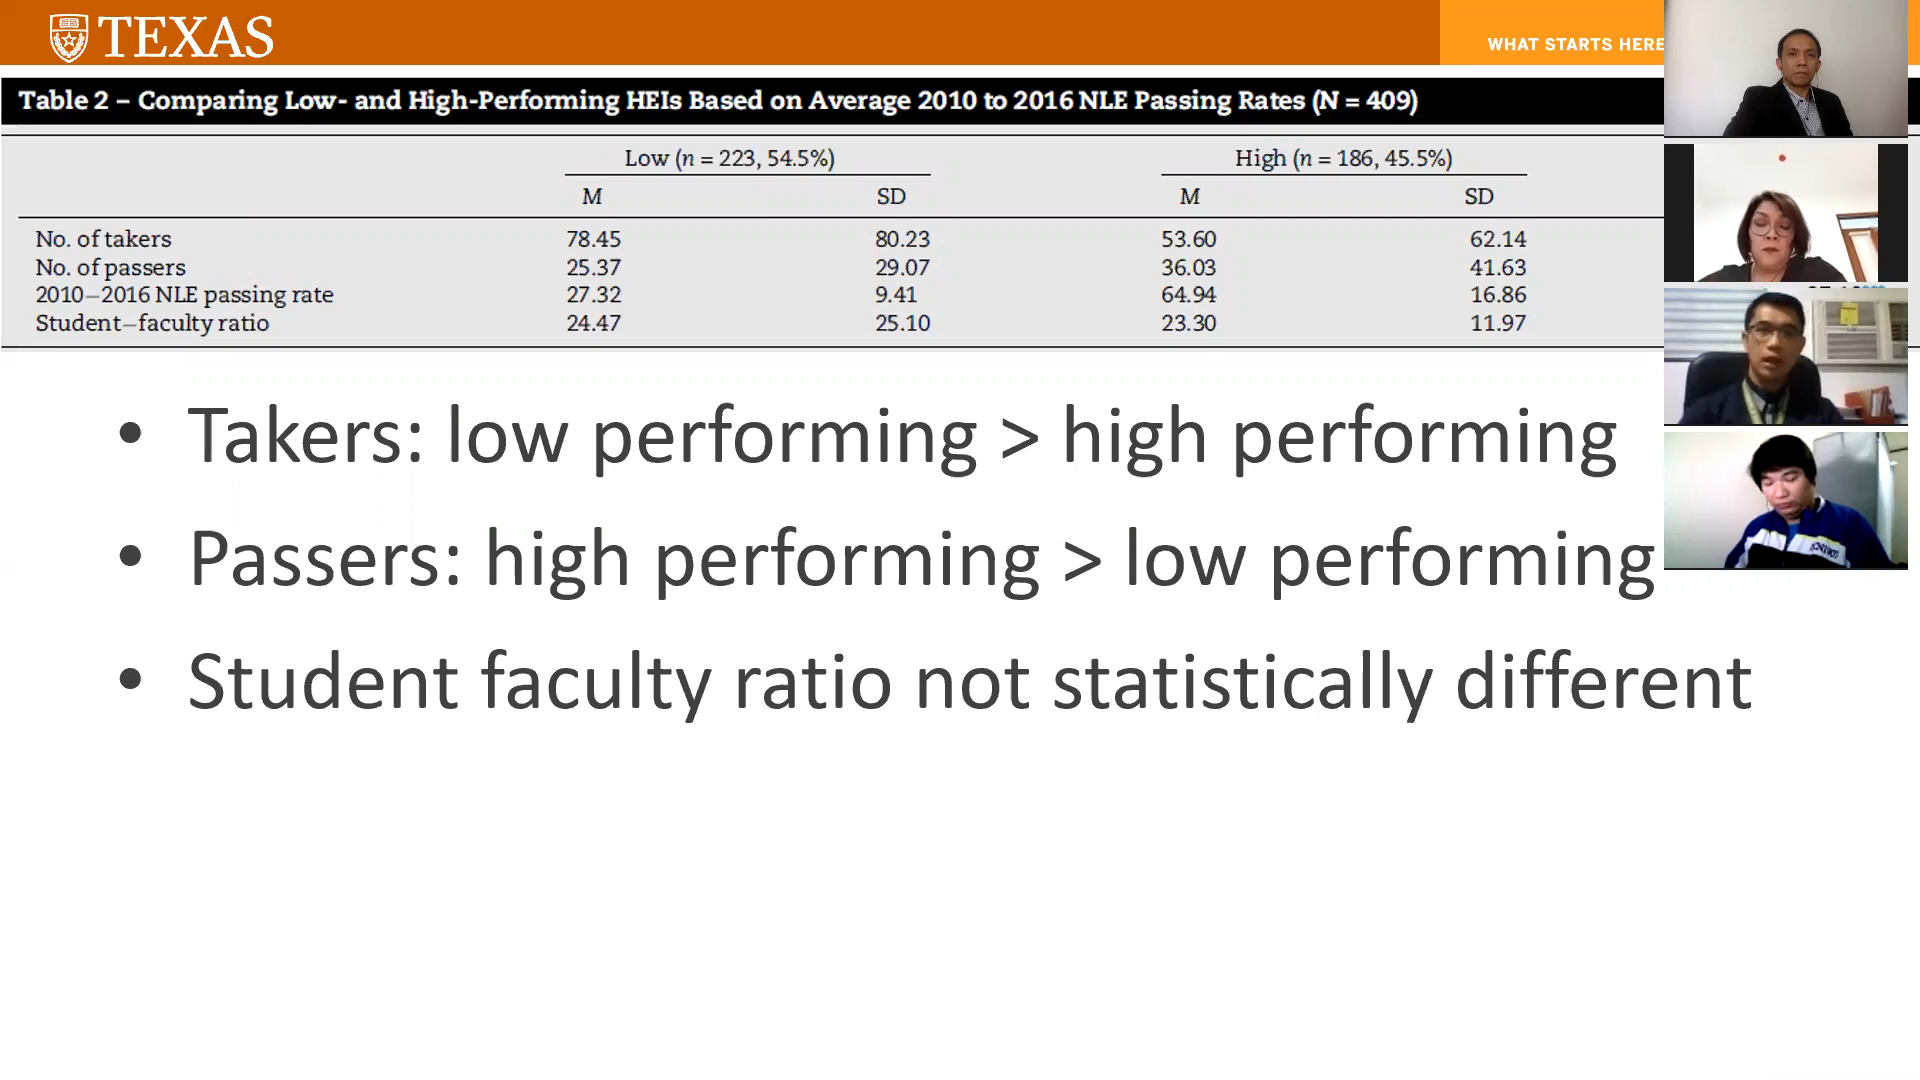 TEXAS
WHAT STARTS HERE
Table 2 – Comparing Low- and High-Performing HEIs Based on Average 2010 to 2016 NLE Passing Rates (N = 409)
Low (n = 223, 54.5%) High (n = 186, 45.5%)
M SD M SD
No. of takers 78.45 80.23 53.60 62.14
No. of passers 25.37 29.07 36.03 41.63
2010–2016 NLE passing rate 27.32 9.41 64.94 16.86
Student–faculty ratio 24.47 25.10 23.30 11.97
• Takers: low performing > high performing
• Passers: high performing > low performing
• Student faculty ratio not statistically different